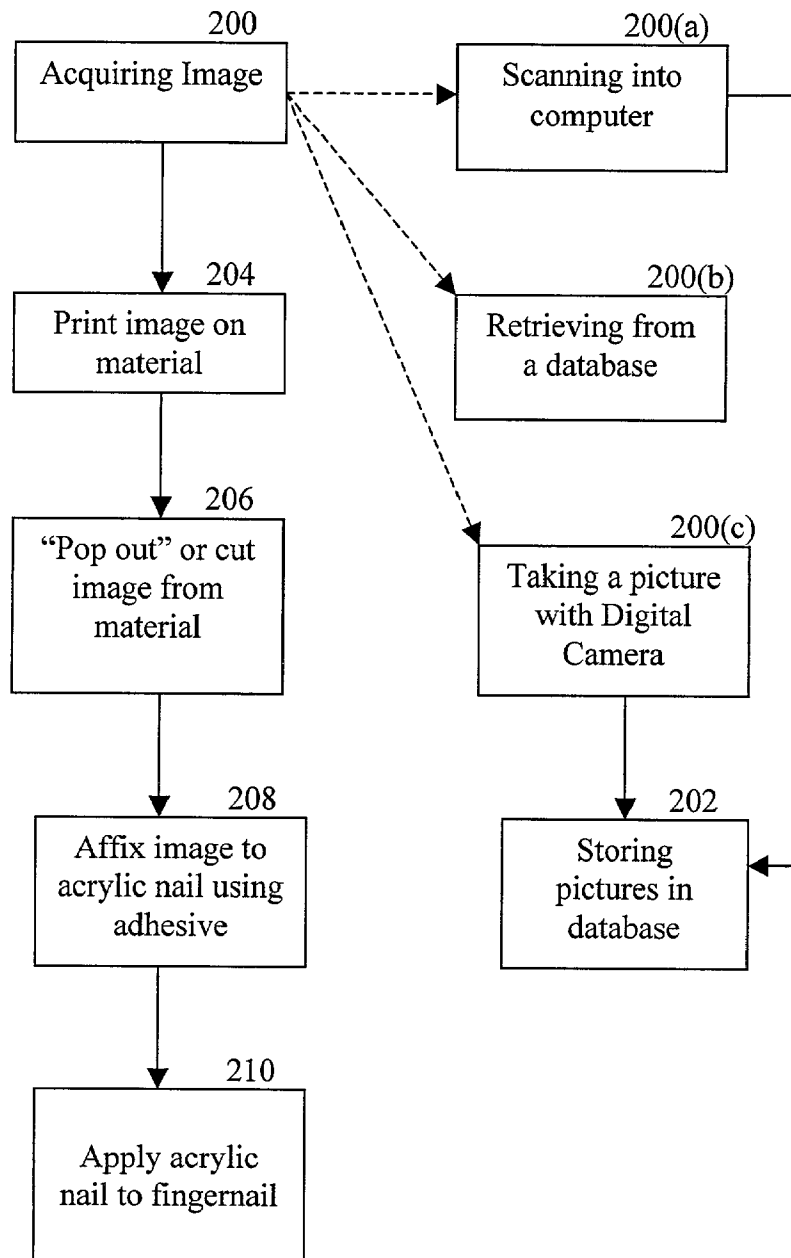 200
Acquiring Image
200(a)
Scanning into
computer
204
Print image on
material
200(b)
Retrieving from
a database
206
“Pop out” or cut
image from
material
200(c)
Taking a picture
with Digital
Camera
208
Affix image to
acrylic nail using
adhesive
202
Storing
pictures in
database
210
Apply acrylic
nail to fingernail